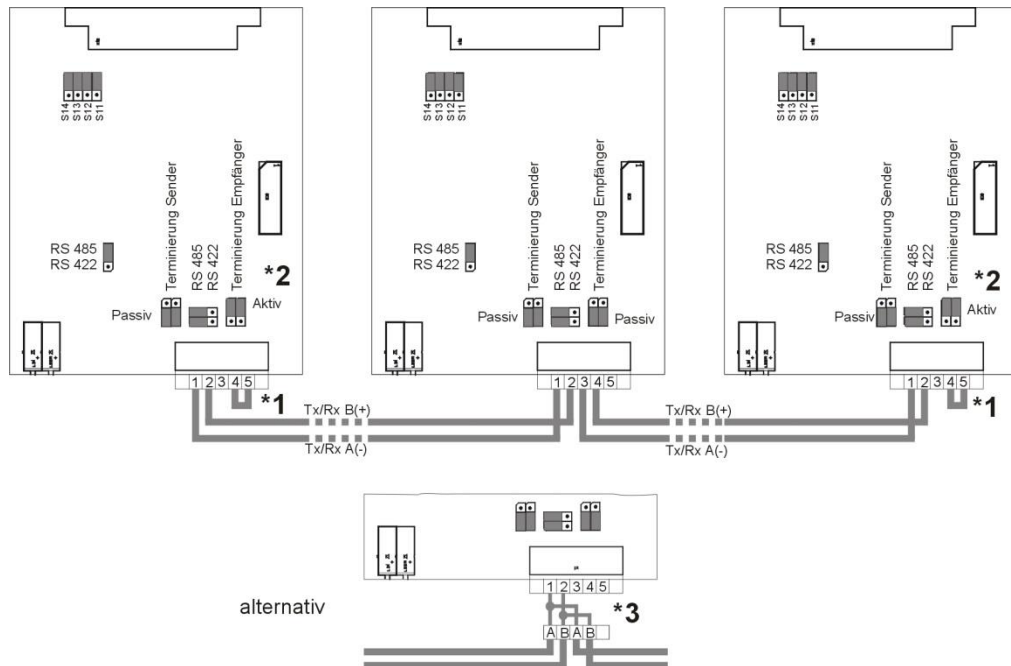 S14 S13 S12 S11
S14 S13 S12 S11
S14 S13 S12 S11
Terminierung Sender
RS 485
RS 422
Terminierung Empfänger
RS 485
RS 422
*2
Passiv
Aktiv
Terminierung Sender
RS 485
RS 422
Terminierung Empfänger
RS 485
RS 422
Passiv
Passiv
Terminierung Sender
RS 485
RS 422
Terminierung Empfänger
RS 485
RS 422
*2
Passiv
Aktiv
1 2 3 4 5
*1
1 2 3 4 5
1 2 3 4 5
*1
Tx/Rx B(+)
Tx/Rx A(-)
Tx/Rx B(+)
Tx/Rx A(-)
alternativ
1 2 3 4 5
*3
A B A B